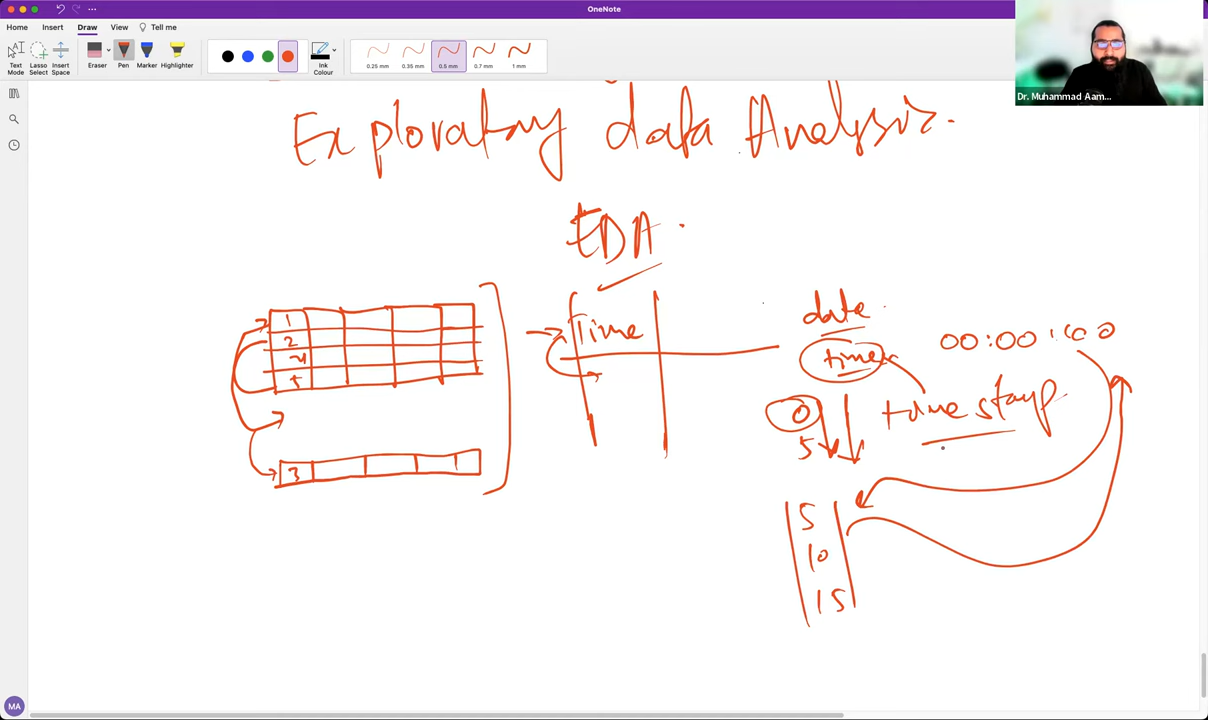 OneNote
Home Insert Draw View Tell me
Text Mode
Lasso Select
Insert Space
Eraser
Pen
Marker
Highlighter
Ink Colour
0.25 mm
0.35 mm
0.5 mm
0.7 mm
1 mm
Dr. Muhammad Aam...
Exploratory data Analysis.
EDA.
date
1
2
4
5
3
Time
time
00:00:00
time stamp
0
5
5
10
15
MA